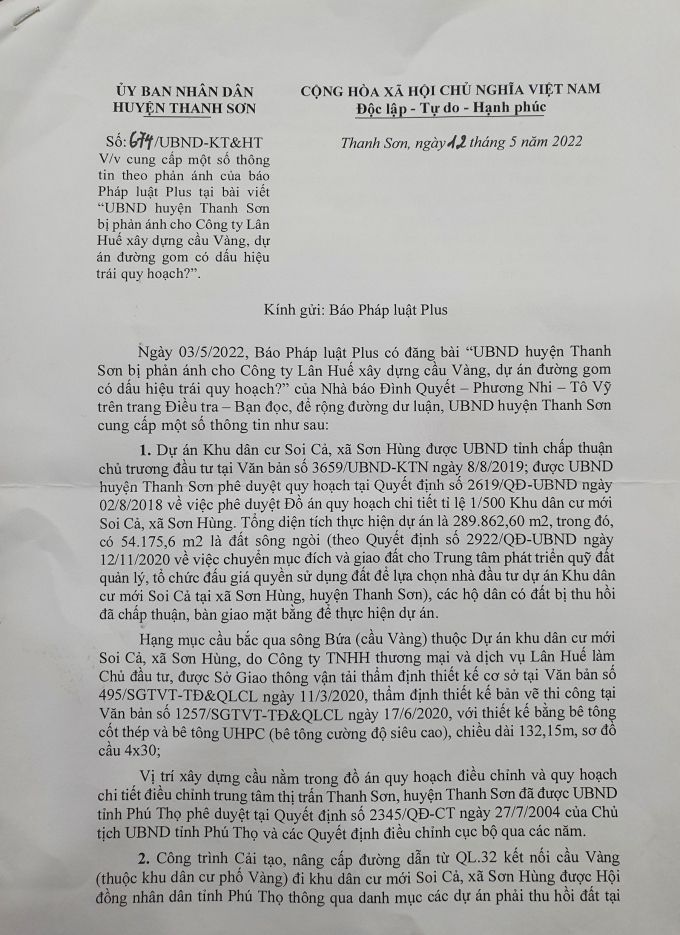 ỦY BAN NHÂN DÂN
HUYỆN THANH SƠN
CỘNG HÒA XÃ HỘI CHỦ NGHĨA VIỆT NAM
Độc lập - Tự do - Hạnh phúc
Số: 674/UBND-KT&HT
V/v cung cấp một số thông
tin theo phản ánh của báo
Pháp luật Plus tại bài viết
“UBND huyện Thanh Sơn
bị phản ánh cho Công ty Lân
Huế xây dựng cầu Vàng, dự
án đường gom có dấu hiệu
trái quy hoạch?”.
Thanh Sơn, ngày 12 tháng 5 năm 2022
Kính gửi: Báo Pháp luật Plus
Ngày 03/5/2022, Báo Pháp luật Plus có đăng bài “UBND huyện Thanh
Sơn bị phản ánh cho Công ty Lân Huế xây dựng cầu Vàng, dự án đường gom
có dấu hiệu trái quy hoạch?” của Nhà báo Đình Quyết – Phương Nhi – Tô Vỹ
trên trang Điều tra – Bạn đọc, để rộng đường dư luận, UBND huyện Thanh Sơn
cung cấp một số thông tin như sau:
1. Dự án Khu dân cư Soi Cả, xã Sơn Hùng được UBND tỉnh chấp thuận
chủ trương đầu tư tại Văn bản số 3659/UBND-KTN ngày 8/8/2019; được UBND
huyện Thanh Sơn phê duyệt quy hoạch tại Quyết định số 2619/QĐ-UBND ngày
02/8/2018 về việc phê duyệt Đồ án quy hoạch chi tiết tỉ lệ 1/500 Khu dân cư mới
Soi Cả, xã Sơn Hùng. Tổng diện tích thực hiện dự án là 289.862,60 m2, trong đó,
có 54.175,6 m2 là đất sông ngòi (theo Quyết định số 2922/QĐ-UBND ngày
12/11/2020 về việc chuyển mục đích và giao đất cho Trung tâm phát triển quỹ đất
quản lý, tổ chức đấu giá quyền sử dụng đất để lựa chọn nhà đầu tư dự án Khu dân
cư mới Soi Cả tại xã Sơn Hùng, huyện Thanh Sơn), các hộ dân có đất bị thu hồi
đã chấp thuận, bàn giao mặt bằng để thực hiện dự án.
Hạng mục cầu bắc qua sông Bứa (cầu Vàng) thuộc Dự án khu dân cư mới
Soi Cả, xã Sơn Hùng, do Công ty TNHH thương mại và dịch vụ Lân Huế làm
Chủ đầu tư, được Sở Giao thông vận tải thẩm định thiết kế cơ sở tại Văn bản số
495/SGTVT-TĐ&QLCL ngày 11/3/2020, thẩm định thiết kế bản vẽ thi công tại
Văn bản số 1257/SGTVT-TĐ&QLCL ngày 17/6/2020, với thiết kế bằng bê tông
cốt thép và bê tông UHPC (bê tông cường độ siêu cao), chiều dài 132,15m, sơ đồ
cầu 4x30;
Vị trí xây dựng cầu nằm trong đồ án quy hoạch điều chỉnh và quy hoạch
chi tiết điều chỉnh trung tâm thị trấn Thanh Sơn, huyện Thanh Sơn đã được UBND
tỉnh Phú Thọ phê duyệt tại Quyết định số 2345/QĐ-CT ngày 27/7/2004 của Chủ
tịch UBND tỉnh Phú Thọ và các Quyết định điều chỉnh cục bộ qua các năm.
2. Công trình Cải tạo, nâng cấp đường dẫn từ QL.32 kết nối cầu Vàng
(thuộc khu dân cư phố Vàng) đi khu dân cư mới Soi Cả, xã Sơn Hùng được Hội
đồng nhân dân tỉnh Phú Thọ thông qua danh mục các dự án phải thu hồi đất tại